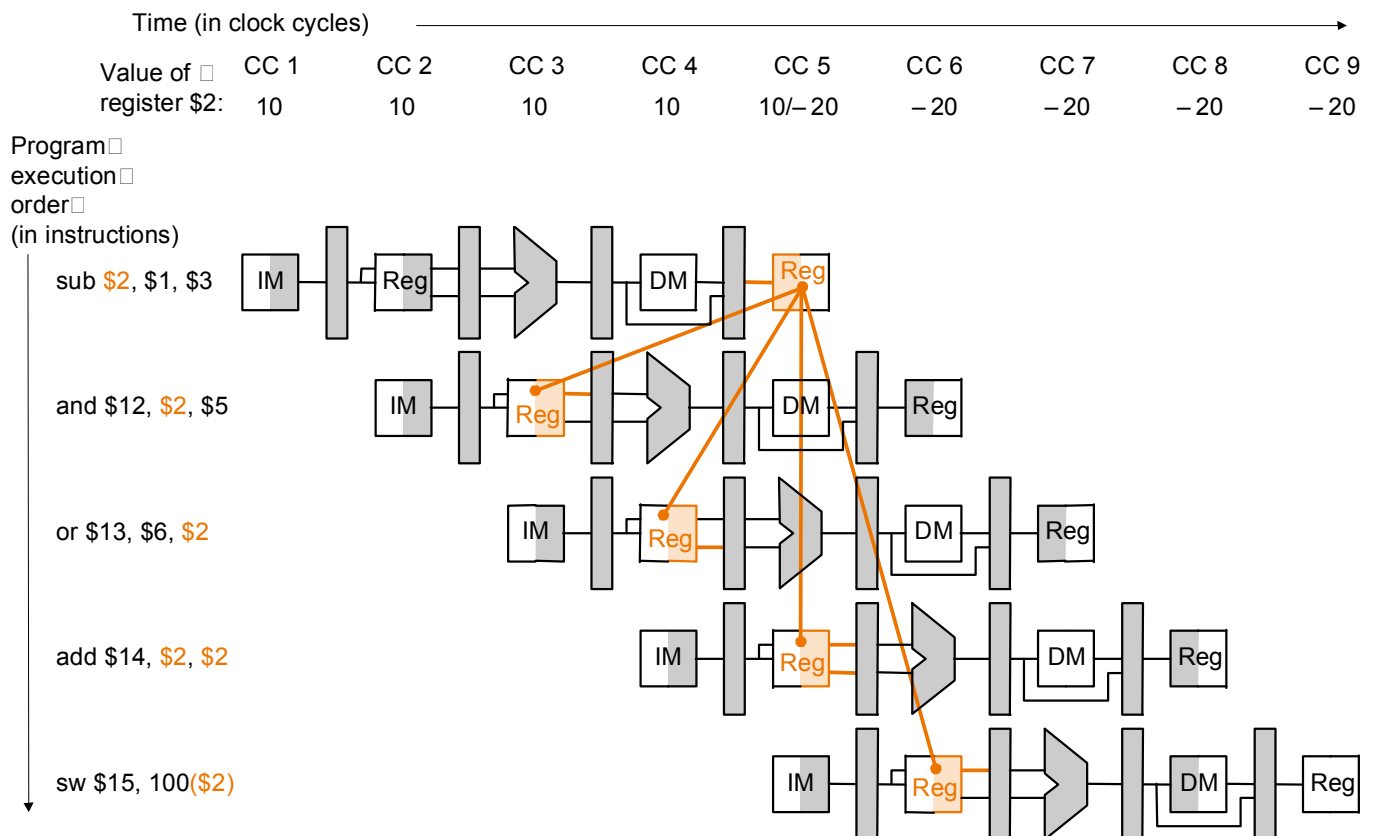 Time (in clock cycles)
Value of □ CC 1 CC 2 CC 3 CC 4 CC 5 CC 6 CC 7 CC 8 CC 9
register $2: 10 10 10 10 10/– 20 – 20 – 20 – 20 – 20
Program□
execution□
order□
(in instructions)
sub $2, $1, $3 IM Reg DM Reg
and $12, $2, $5 IM Reg DM Reg
or $13, $6, $2 IM Reg DM Reg
add $14, $2, $2 IM Reg DM Reg
sw $15, 100($2) IM Reg DM Reg